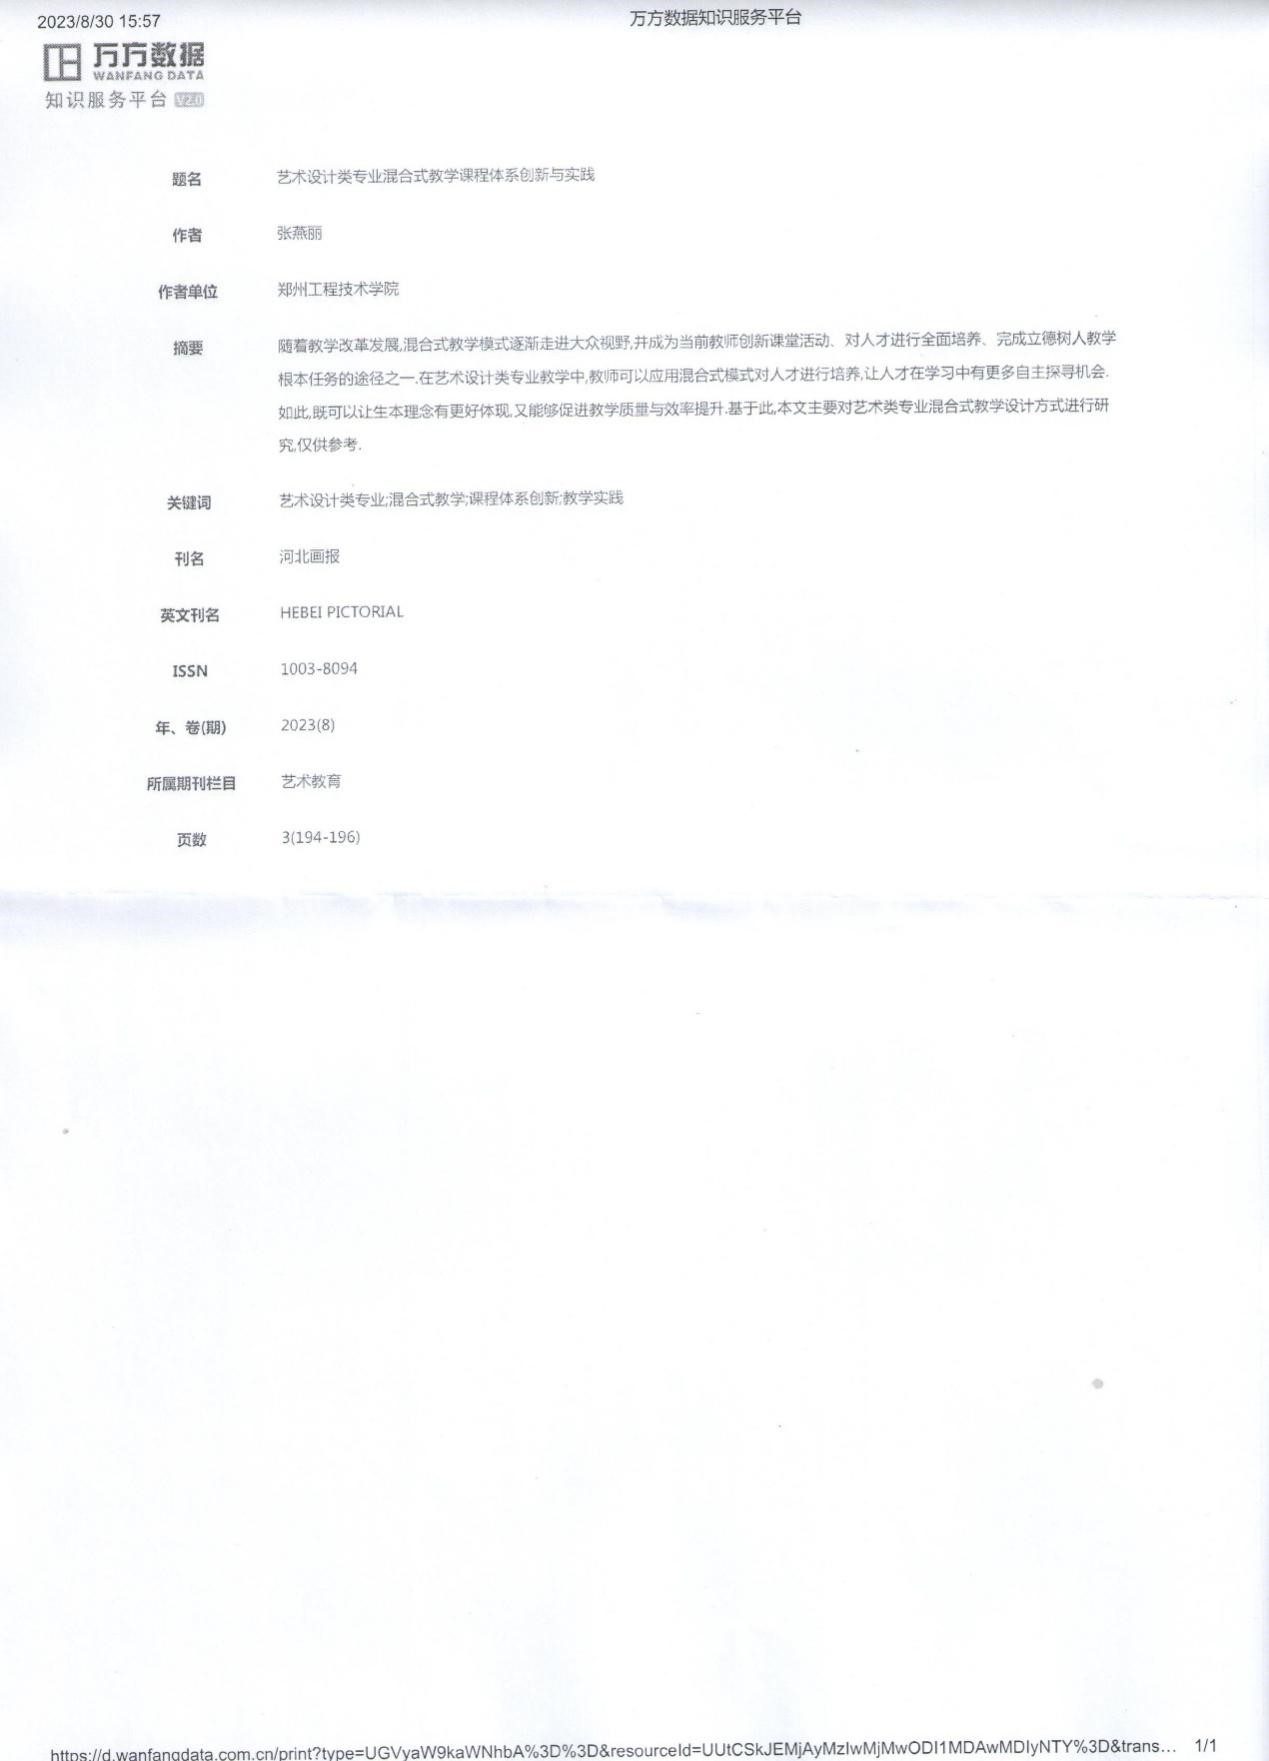 2023/8/30 15:57
万方数据知识服务平台
万方数据
WANFANG DATA
知识服务平台 V2.0
题名 艺术设计类专业混合式教学课程体系创新与实践
作者 张燕丽
作者单位 郑州工程技术学院
摘要 随着教学改革发展,混合式教学模式逐渐走进大众视野,并成为当前教师创新课堂活动、对人才进行全面培养、完成立德树人教学
根本任务的途径之一.在艺术设计类专业教学中,教师可以应用混合式模式对人才进行培养,让人才在学习中有更多自主探寻机会.
如此,既可以让生本理念有更好体现,又能够促进教学质量与效率提升.基于此,本文主要对艺术类专业混合式教学设计方式进行研
究,仅供参考.
关键词 艺术设计类专业;混合式教学;课程体系创新;教学实践
刊名 河北画报
英文刊名 HEBEI PICTORIAL
ISSN 1003-8094
年、卷(期) 2023(8)
所属期刊栏目 艺术教育
页数 3(194-196)
https://d.wanfangdata.com.cn/print?type=UGVyaW9kaWNhbA%3D%3D&resourceId=UUtCSkJEMjAyMzIwMjMwODI1MDAwMDIyNTY%3D&trans... 1/1